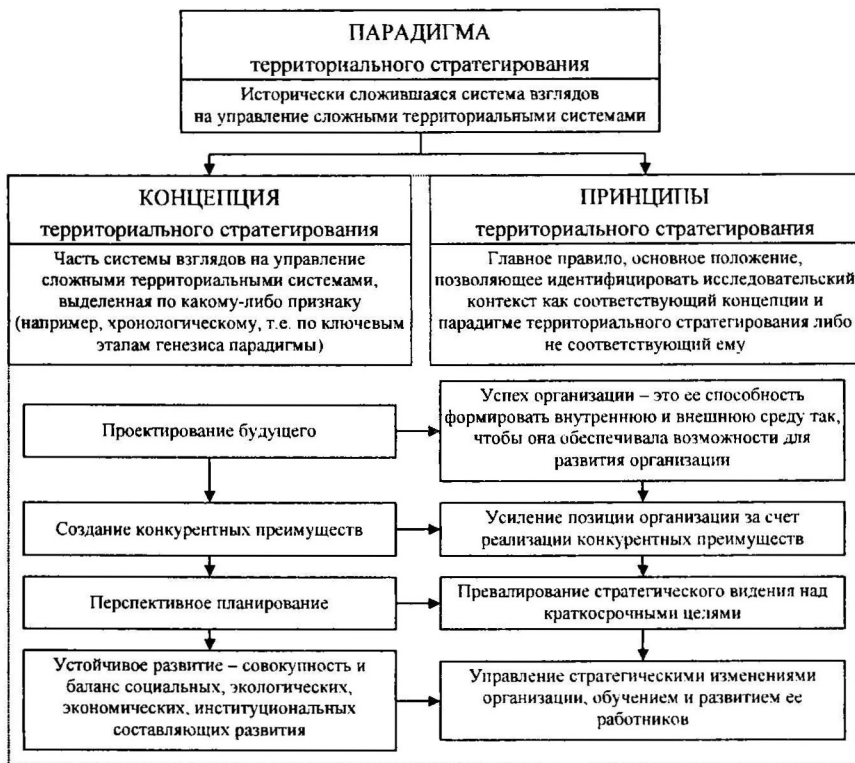 ПАРАДИГМА
территориального стратегирования
Исторически сложившаяся система взглядов
на управление сложными территориальными системами
КОНЦЕПЦИЯ
территориального стратегирования
Часть системы взглядов на управление
сложными территориальными системами,
выделенная по какому-либо признаку
(например, хронологическому, т.е. по ключевым
этапам генезиса парадигмы)
ПРИНЦИПЫ
территориального стратегирования
Главное правило, основное положение,
позволяющее идентифицировать исследовательский
контекст как соответствующий концепции и
парадигме территориального стратегирования либо
не соответствующий ему
Проектирование будущего
Успех организации – это ее способность
формировать внутреннюю и внешнюю среду так,
чтобы она обеспечивала возможности для
развития организации
Создание конкурентных преимуществ
Усиление позиции организации за счет
реализации конкурентных преимуществ
Перспективное планирование
Превалирование стратегического видения над
краткосрочными целями
Устойчивое развитие – совокупность и
баланс социальных, экологических,
экономических, институциональных
составляющих развития
Управление стратегическими изменениями
организации, обучением и развитием ее
работников